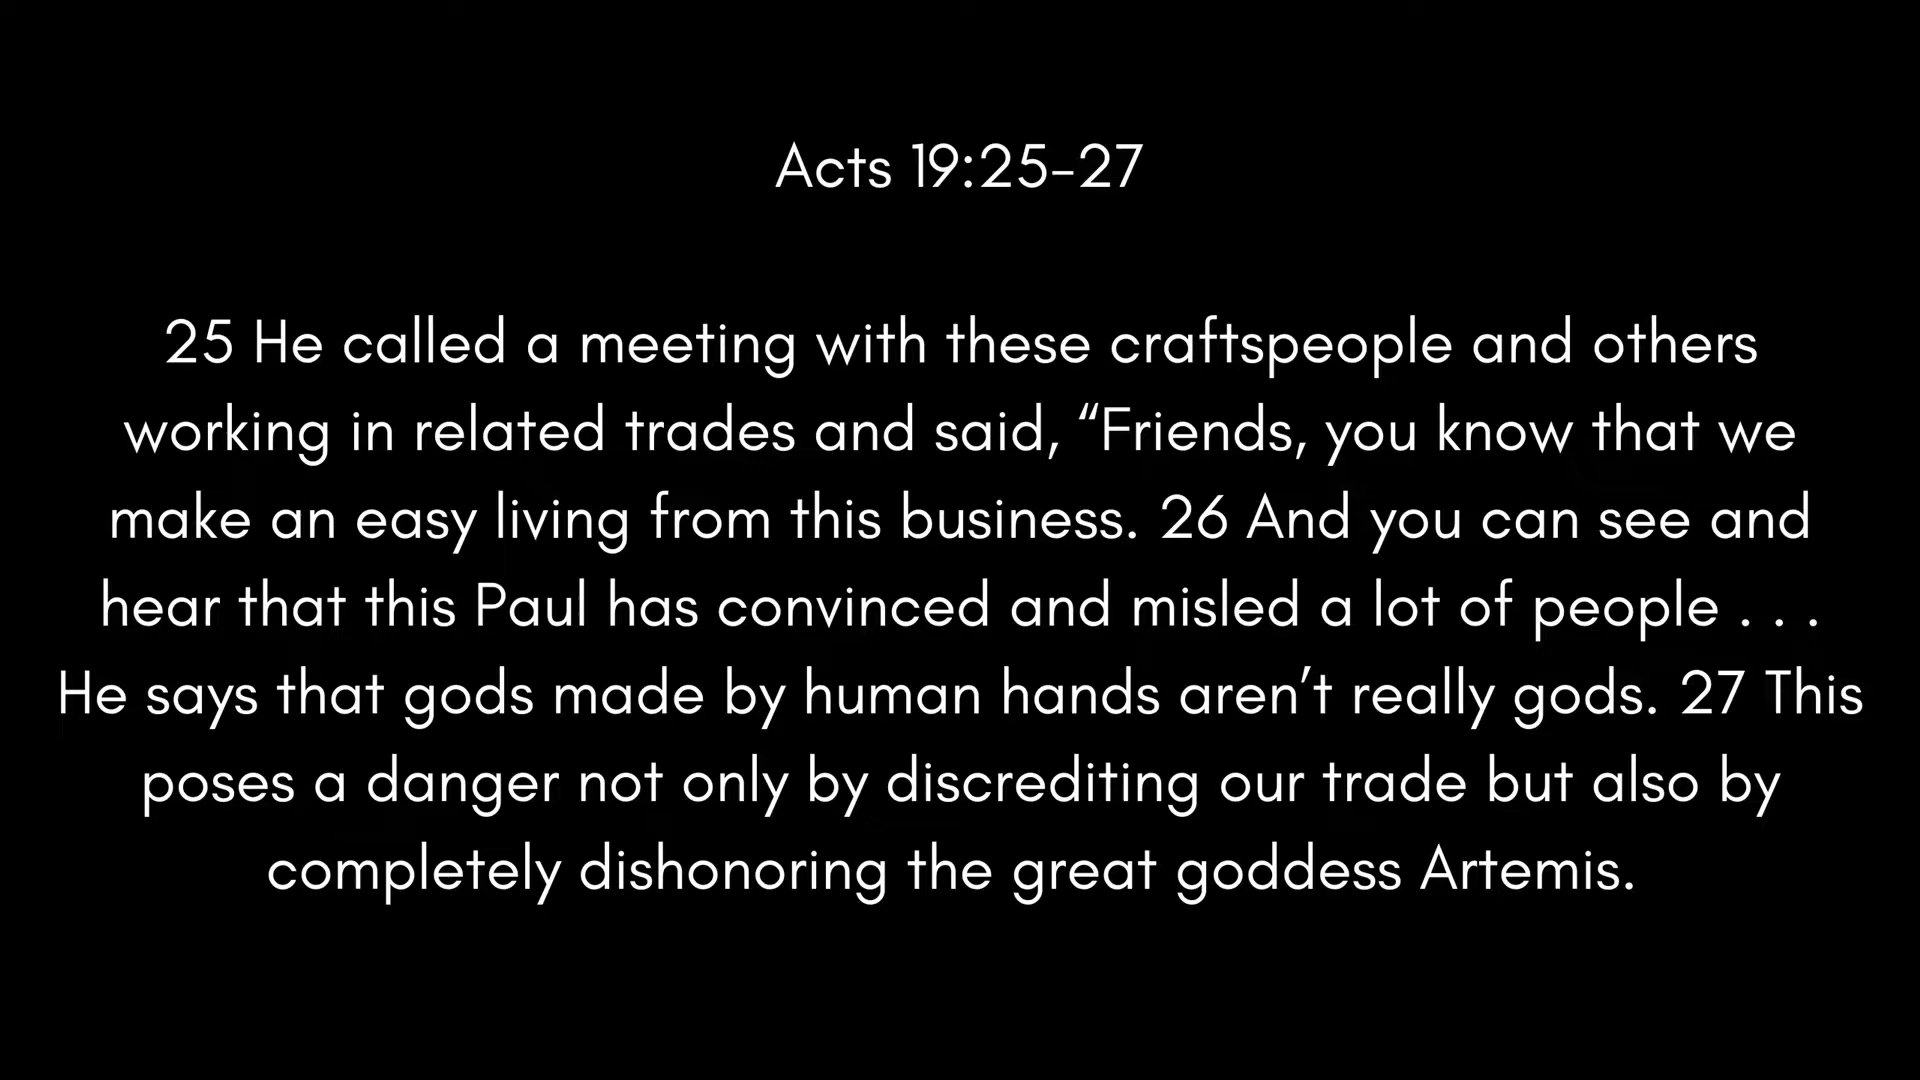 Acts 19:25-27
25 He called a meeting with these craftspeople and others
working in related trades and said, “Friends, you know that we
make an easy living from this business. 26 And you can see and
hear that this Paul has convinced and misled a lot of people . . .
He says that gods made by human hands aren’t really gods. 27 This
poses a danger not only by discrediting our trade but also by
completely dishonoring the great goddess Artemis.